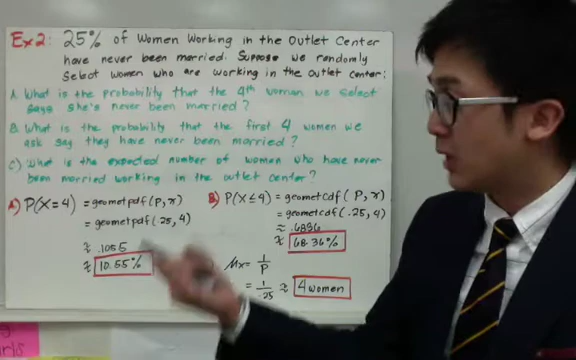 Ex2: 25% of Women Working in the Outlet Center
have never been married. Suppose we randomly
Select women who are working in the outlet center:
A. What is the probability that the 4th woman we select
says she's never been married?
B. What is the probability that the first 4 women we
ask say they have never been married?
C) What is the expected number of women who have never
been married working in the outlet center?
A) P(X=4) = geometpdf(P,x)
= geometpdf(.25,4)
≈ .1055
≈ 10.55%
B) P(X≤4) = geometcdf(P,x)
= geometcdf(.25,4)
≈ .6836
≈ 68.36%
Mx = 1/P
= 1/.25 ≈ 4 women